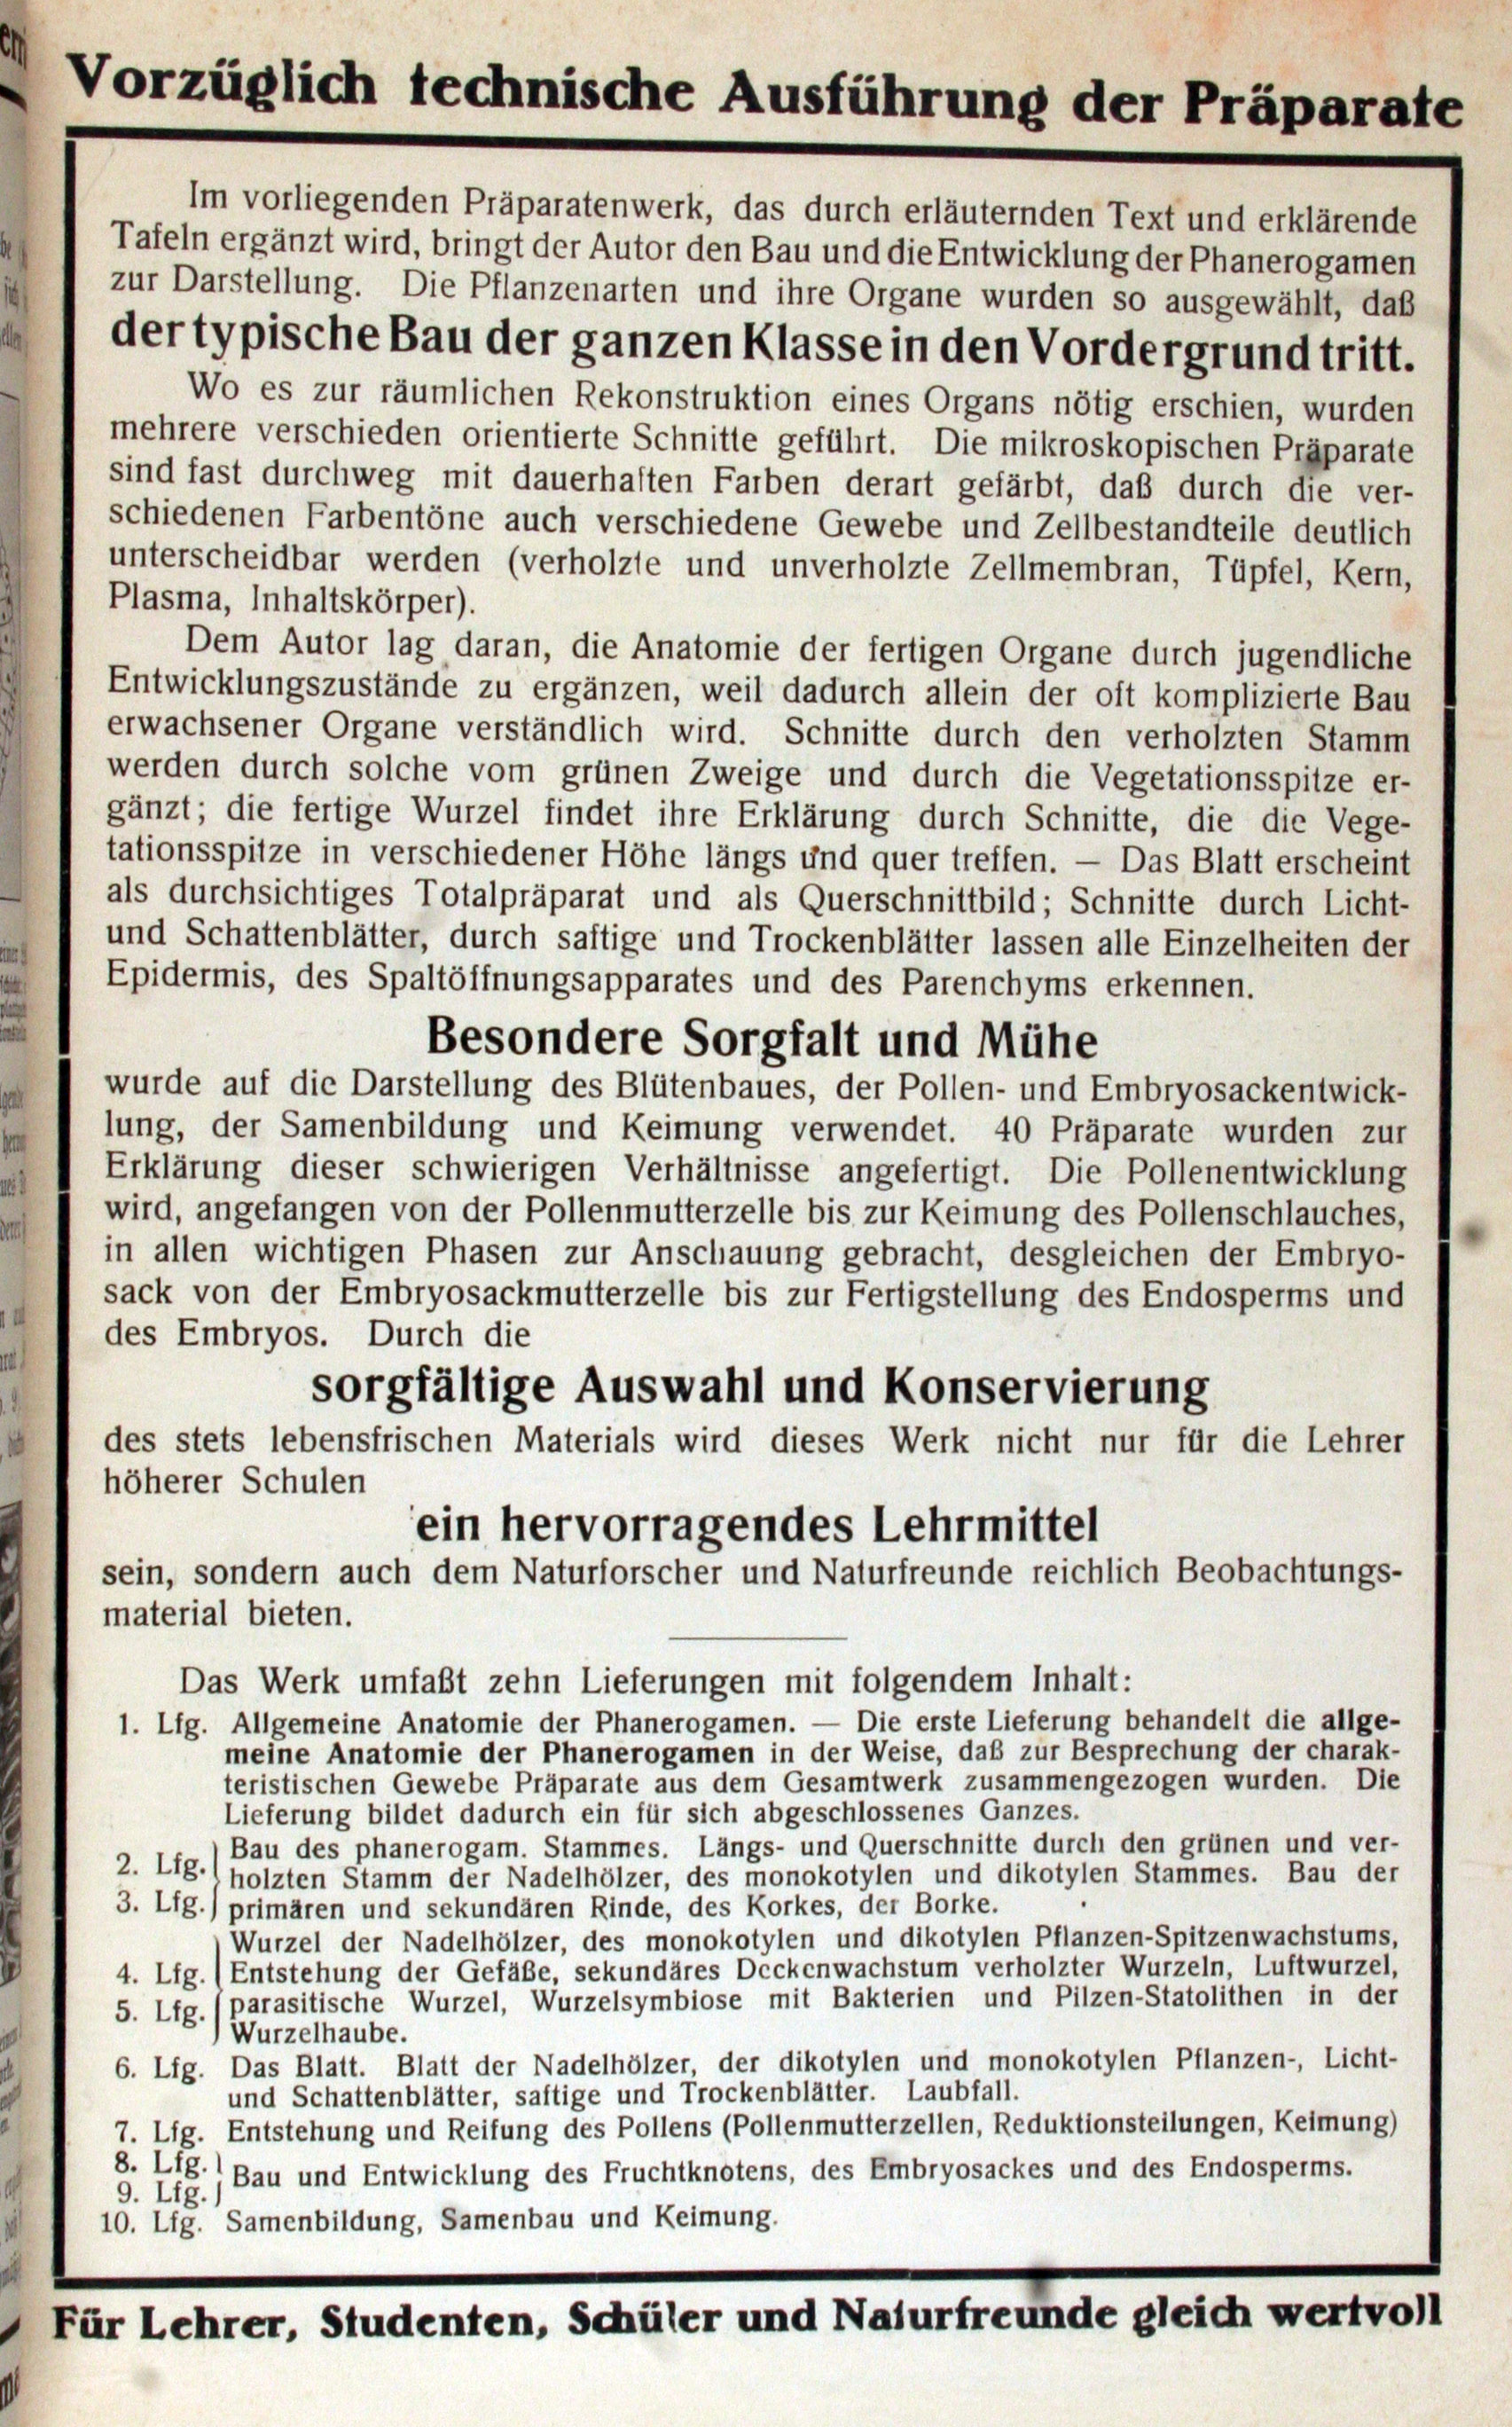 Vorzüglich technische Ausführung der Präparate
Im vorliegenden Präparatenwerk, das durch erläuternden Text und erklärende
Tafeln ergänzt wird, bringt der Autor den Bau und die Entwicklung der Phanerogamen
zur Darstellung. Die Pflanzenarten und ihre Organe wurden so ausgewählt, daß
der typische Bau der ganzen Klasse in den Vordergrund tritt.
Wo es zur räumlichen Rekonstruktion eines Organs nötig erschien, wurden
mehrere verschieden orientierte Schnitte geführt. Die mikroskopischen Präparate
sind fast durchweg mit dauerhaften Farben derart gefärbt, daß durch die ver-
schiedenen Farbentöne auch verschiedene Gewebe und Zellbestandteile deutlich
unterscheidbar werden (verholzte und unverholzte Zellmembran, Tüpfel, Kern,
Plasma, Inhaltskörper).
Dem Autor lag daran, die Anatomie der fertigen Organe durch jugendliche
Entwicklungszustände zu ergänzen, weil dadurch allein der oft komplizierte Bau
erwachsener Organe verständlich wird. Schnitte durch den verholzten Stamm
werden durch solche vom grünen Zweige und durch die Vegetationsspitze er-
gänzt; die fertige Wurzel findet ihre Erklärung durch Schnitte, die die Vege-
tationsspitze in verschiedener Höhe längs und quer treffen. — Das Blatt erscheint
als durchsichtiges Totalpräparat und als Querschnittbild; Schnitte durch Licht-
und Schattenblätter, durch saftige und Trockenblätter lassen alle Einzelheiten der
Epidermis, des Spaltöffnungsapparates und des Parenchyms erkennen.
Besondere Sorgfalt und Mühe
wurde auf die Darstellung des Blütenbaues, der Pollen- und Embryosackentwick-
lung, der Samenbildung und Keimung verwendet. 40 Präparate wurden zur
Erklärung dieser schwierigen Verhältnisse angefertigt. Die Pollenentwicklung
wird, angefangen von der Pollenmutterzelle bis zur Keimung des Pollenschlauches,
in allen wichtigen Phasen zur Anschauung gebracht, desgleichen der Embryo-
sack von der Embryosackmutterzelle bis zur Fertigstellung des Endosperms und
des Embryos. Durch die
sorgfältige Auswahl und Konservierung
des stets lebensfrischen Materials wird dieses Werk nicht nur für die Lehrer
höherer Schulen
ein hervorragendes Lehrmittel
sein, sondern auch dem Naturforscher und Naturfreunde reichlich Beobachtungs-
material bieten.
Das Werk umfaßt zehn Lieferungen mit folgendem Inhalt:
1. Lfg. Allgemeine Anatomie der Phanerogamen. — Die erste Lieferung behandelt die allge-
meine Anatomie der Phanerogamen in der Weise, daß zur Besprechung der charak-
teristischen Gewebe Präparate aus dem Gesamtwerk zusammengezogen wurden. Die
Lieferung bildet dadurch ein für sich abgeschlossenes Ganzes.
Bau des phanerogam. Stammes. Längs- und Querschnitte durch den grünen und ver-
2. Lfg. holzten Stamm der Nadelhölzer, des monokotylen und dikotylen Stammes. Bau der
3. Lfg. primären und sekundären Rinde, des Korkes, der Borke.
Wurzel der Nadelhölzer, des monokotylen und dikotylen Pflanzen-Spitzenwachstums,
4. Lfg. Entstehung der Gefäße, sekundäres Deckenwachstum verholzter Wurzeln, Luftwurzel,
5. Lfg. parasitische Wurzel, Wurzelsymbiose mit Bakterien und Pilzen-Statolithen in der
Wurzelhaube.
6. Lfg. Das Blatt. Blatt der Nadelhölzer, der dikotylen und monokotylen Pflanzen-, Licht-
und Schattenblätter, saftige und Trockenblätter. Laubfall.
7. Lfg. Entstehung und Reifung des Pollens (Pollenmutterzellen, Reduktionsteilungen, Keimung)
8. Lfg.
9. Lfg. Bau und Entwicklung des Fruchtknotens, des Embryosackes und des Endosperms.
10. Lfg. Samenbildung, Samenbau und Keimung.
Für Lehrer, Studenten, Schüler und Naturfreunde gleich wertvoll